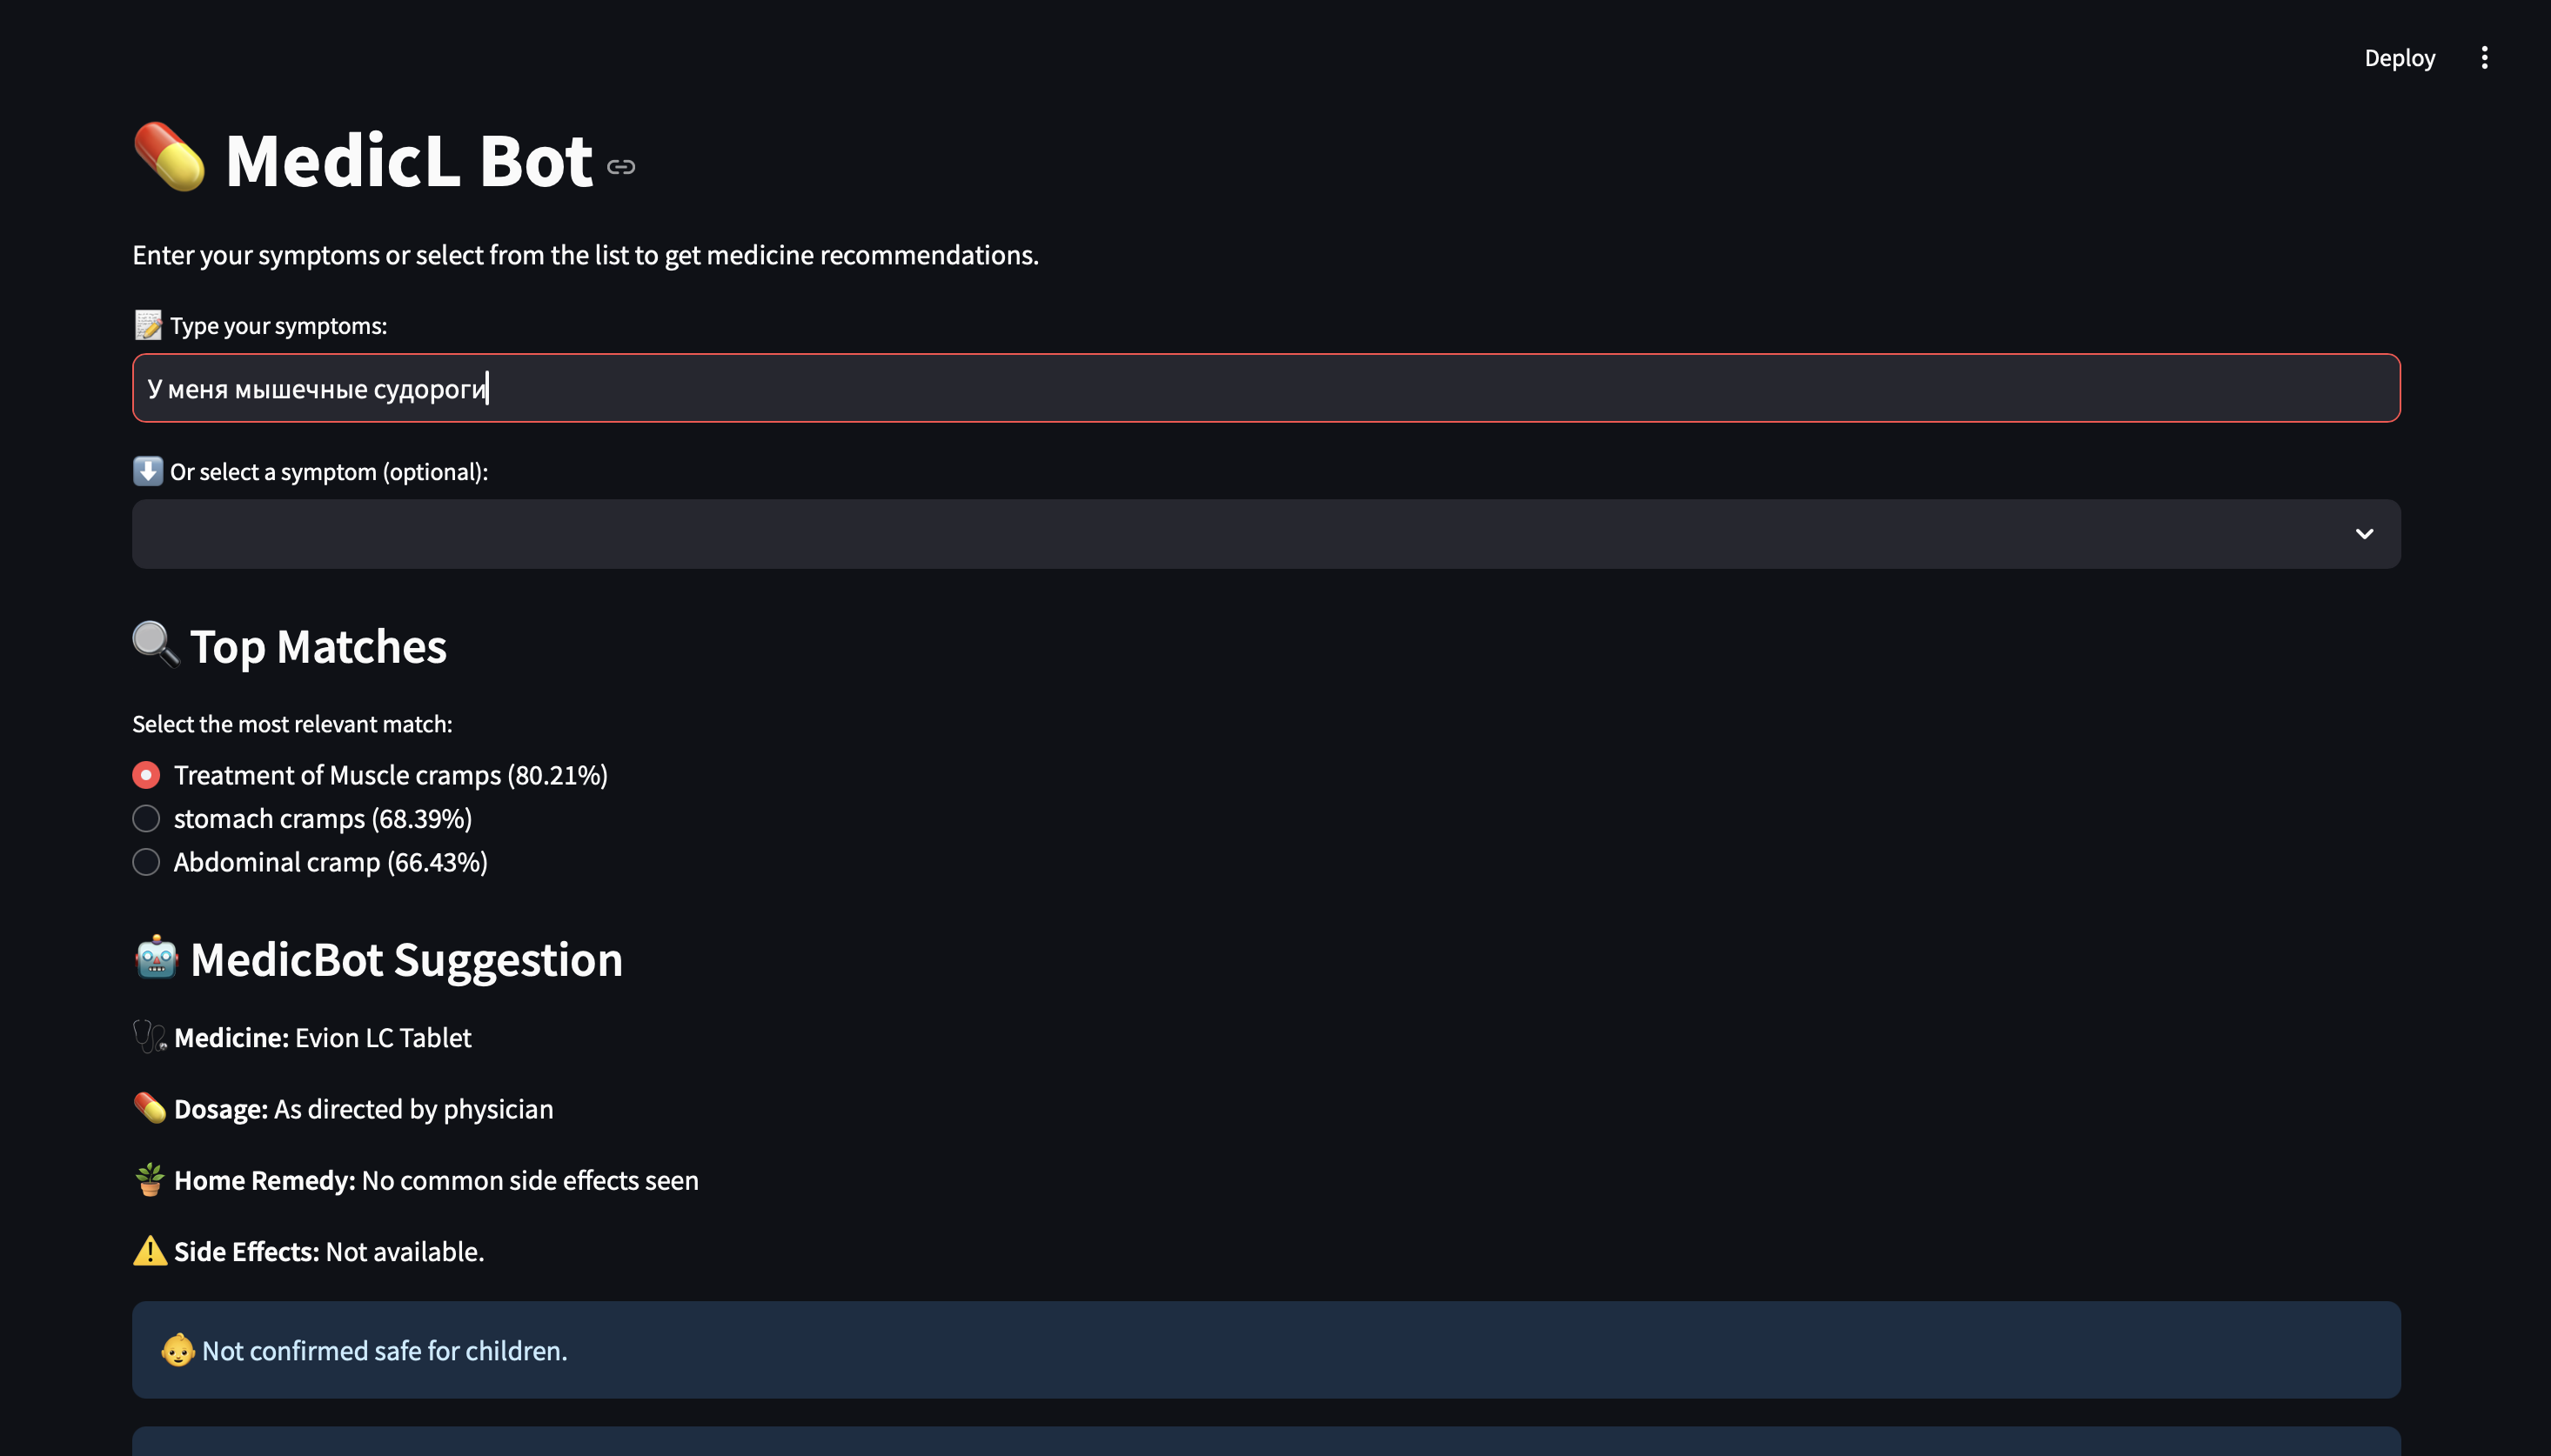 Deploy
MedicL Bot
Enter your symptoms or select from the list to get medicine recommendations.
Type your symptoms:
У меня мышечные судороги
Or select a symptom (optional):
Top Matches
Select the most relevant match:
Treatment of Muscle cramps (80.21%)
stomach cramps (68.39%)
Abdominal cramp (66.43%)
MedicBot Suggestion
Medicine: Evion LC Tablet
Dosage: As directed by physician
Home Remedy: No common side effects seen
Side Effects: Not available.
Not confirmed safe for children.